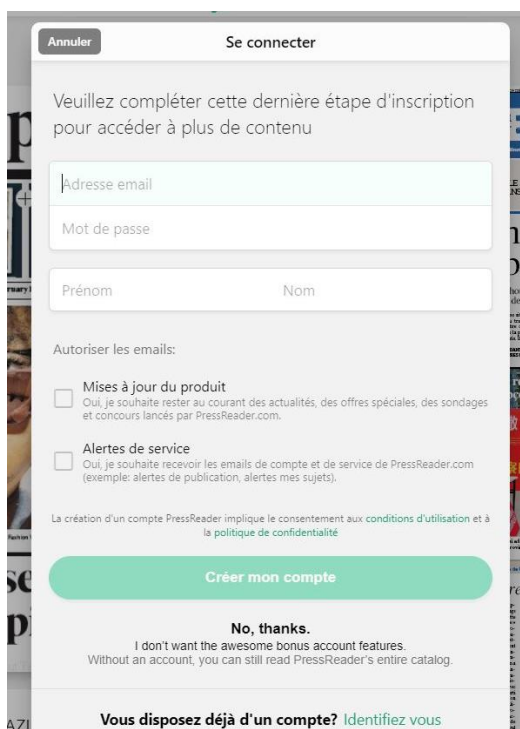 Annuler
Se connecter
Veuillez compléter cette dernière étape d'inscription
pour accéder à plus de contenu
Adresse email
Mot de passe
Prénom Nom
Autoriser les emails:
Mises à jour du produit
Oui, je souhaite rester au courant des actualités, des offres spéciales, des sondages
et concours lancés par PressReader.com.
Alertes de service
Oui, je souhaite recevoir les emails de compte et de service de PressReader.com
(exemple: alertes de publication, alertes mes sujets).
La création d'un compte PressReader implique le consentement aux conditions d'utilisation et à
la politique de confidentialité
Créer mon compte
No, thanks.
I don't want the awesome bonus account features.
Without an account, you can still read PressReader's entire catalog.
Vous disposez déjà d'un compte? Identifiez vous